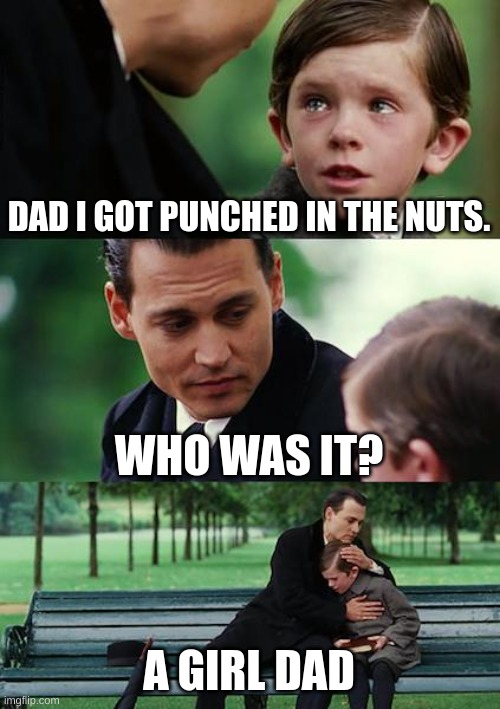 DAD I GOT PUNCHED IN THE NUTS.
WHO WAS IT?
A GIRL DAD
imgflip.com